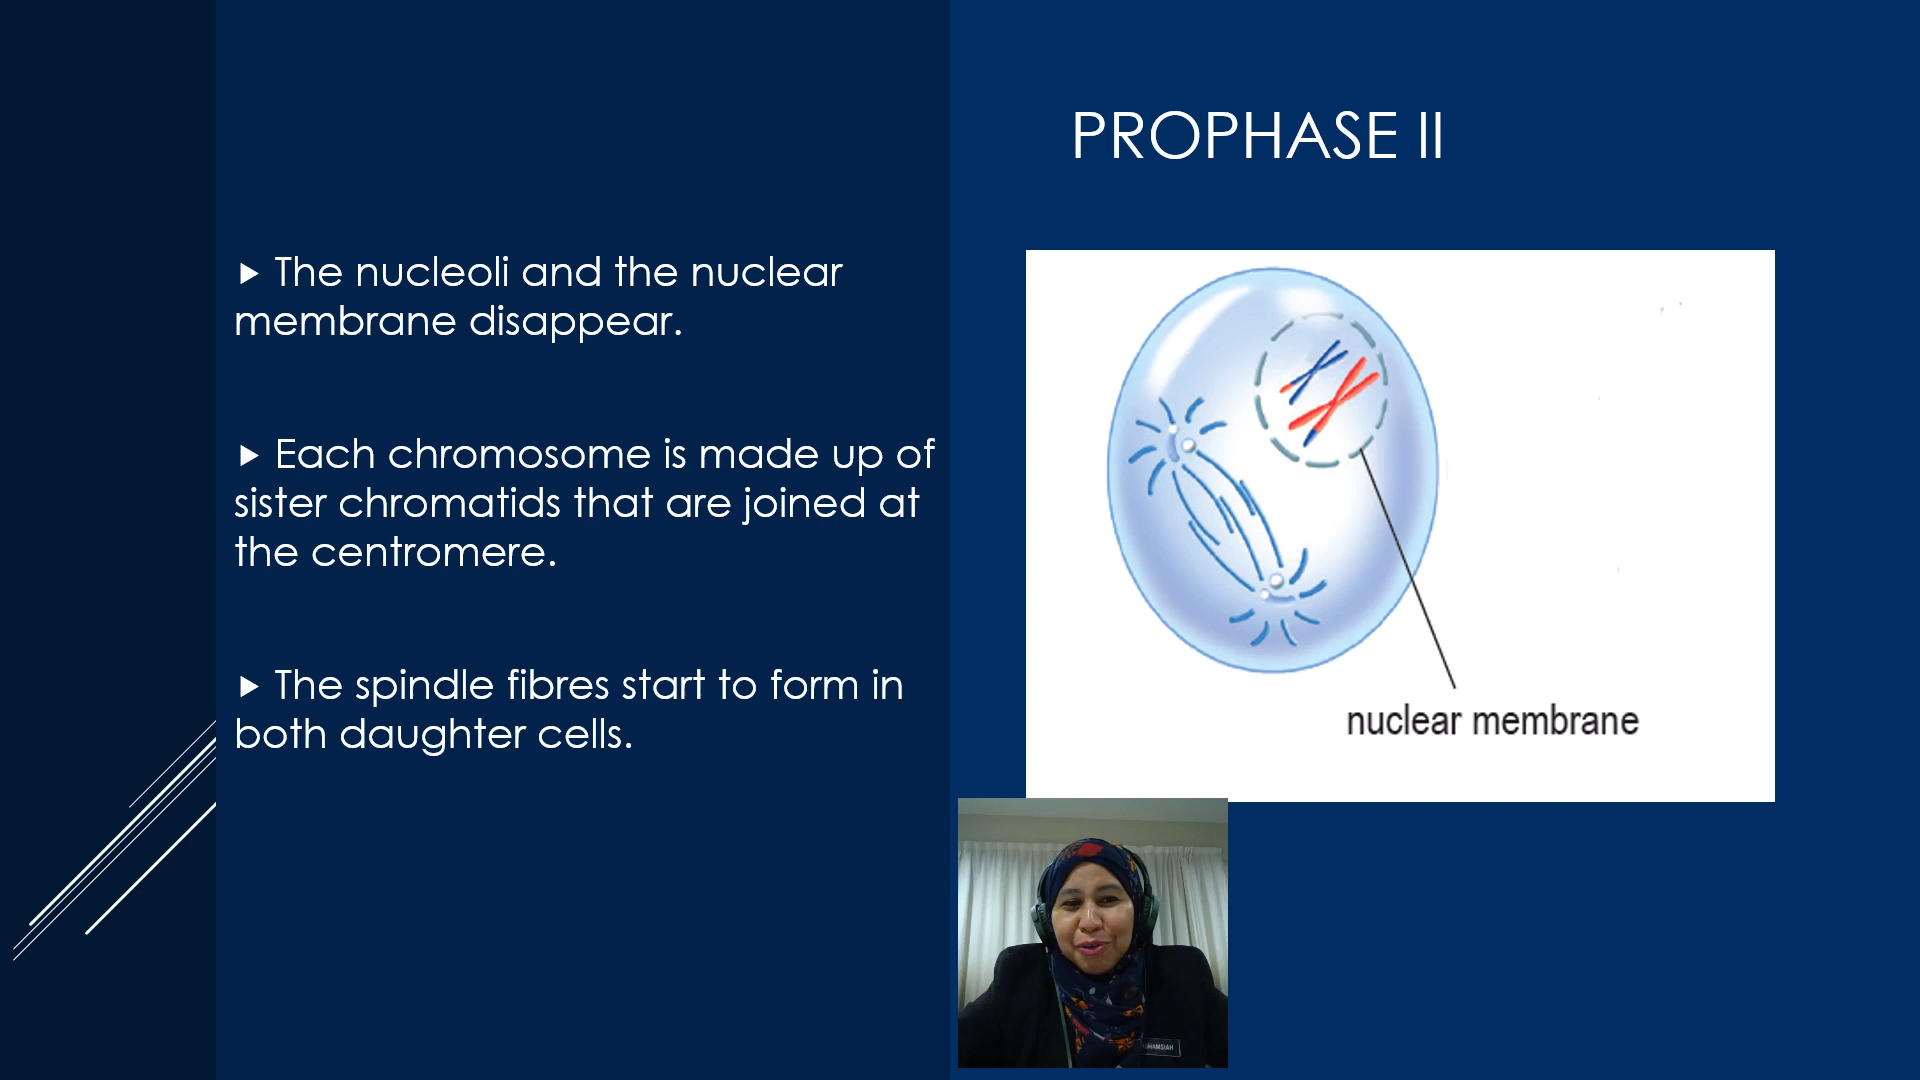 PROPHASE II
▶ The nucleoli and the nuclear
membrane disappear.
▶ Each chromosome is made up of
sister chromatids that are joined at
the centromere.
▶ The spindle fibres start to form in
both daughter cells.
nuclear membrane